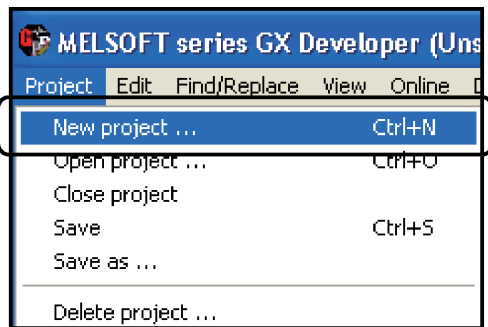 MELSOFT series GX Developer (Uns
Project Edit Find/Replace View Online
New project ... Ctrl+N
Open project ... Ctrl+O
Close project
Save Ctrl+S
Save as ...
Delete project ...